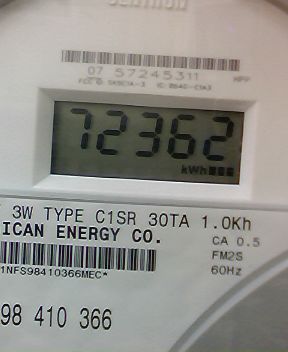 CENTRON
07 57245311
72362
kWh
3W TYPE C1SR 30TA 1.0Kh
ICAN ENERGY CO.
CA 0.5
FM2S
60Hz
1NFS98410366MEC*
98 410 366